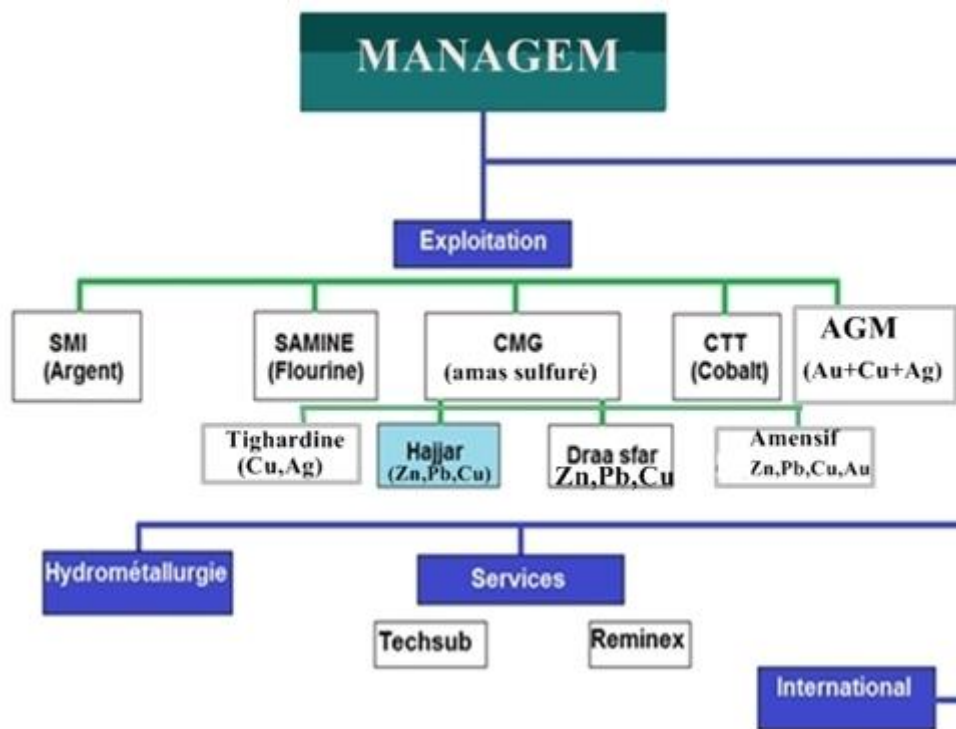 MANAGEM
Exploitation
SMI
(Argent)
SAMINE
(Flourine)
CMG
(amas sulfuré)
CTT
(Cobalt)
AGM
(Au+Cu+Ag)
Tighardine
(Cu,Ag)
Hajjar
(Zn,Pb,Cu)
Draa sfar
Zn,Pb,Cu
Amensif
Zn,Pb,Cu,Au
Hydrométallurgie
Services
Techsub
Reminex
International